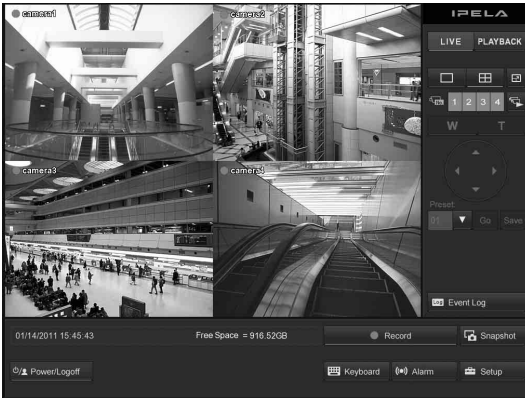 camera1
camera2
IPELA
LIVE PLAYBACK
1 2 3 4
W T
camera3
Preset:
01 Go Save
Log Event Log
01/14/2011 15:45:43 Free Space = 916.52GB Record Snapshot
Power/Logoff Keyboard Alarm Setup